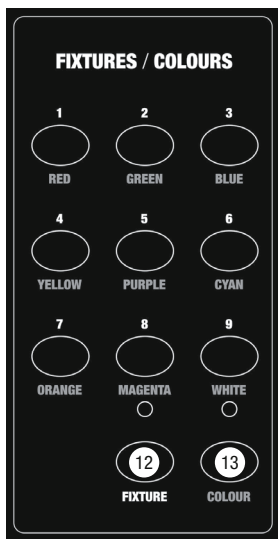 FIXTURES / COLOURS
1 2 3
RED GREEN BLUE
4 5 6
YELLOW PURPLE CYAN
7 8 9
ORANGE MAGENTA WHITE
12 13
FIXTURE COLOUR